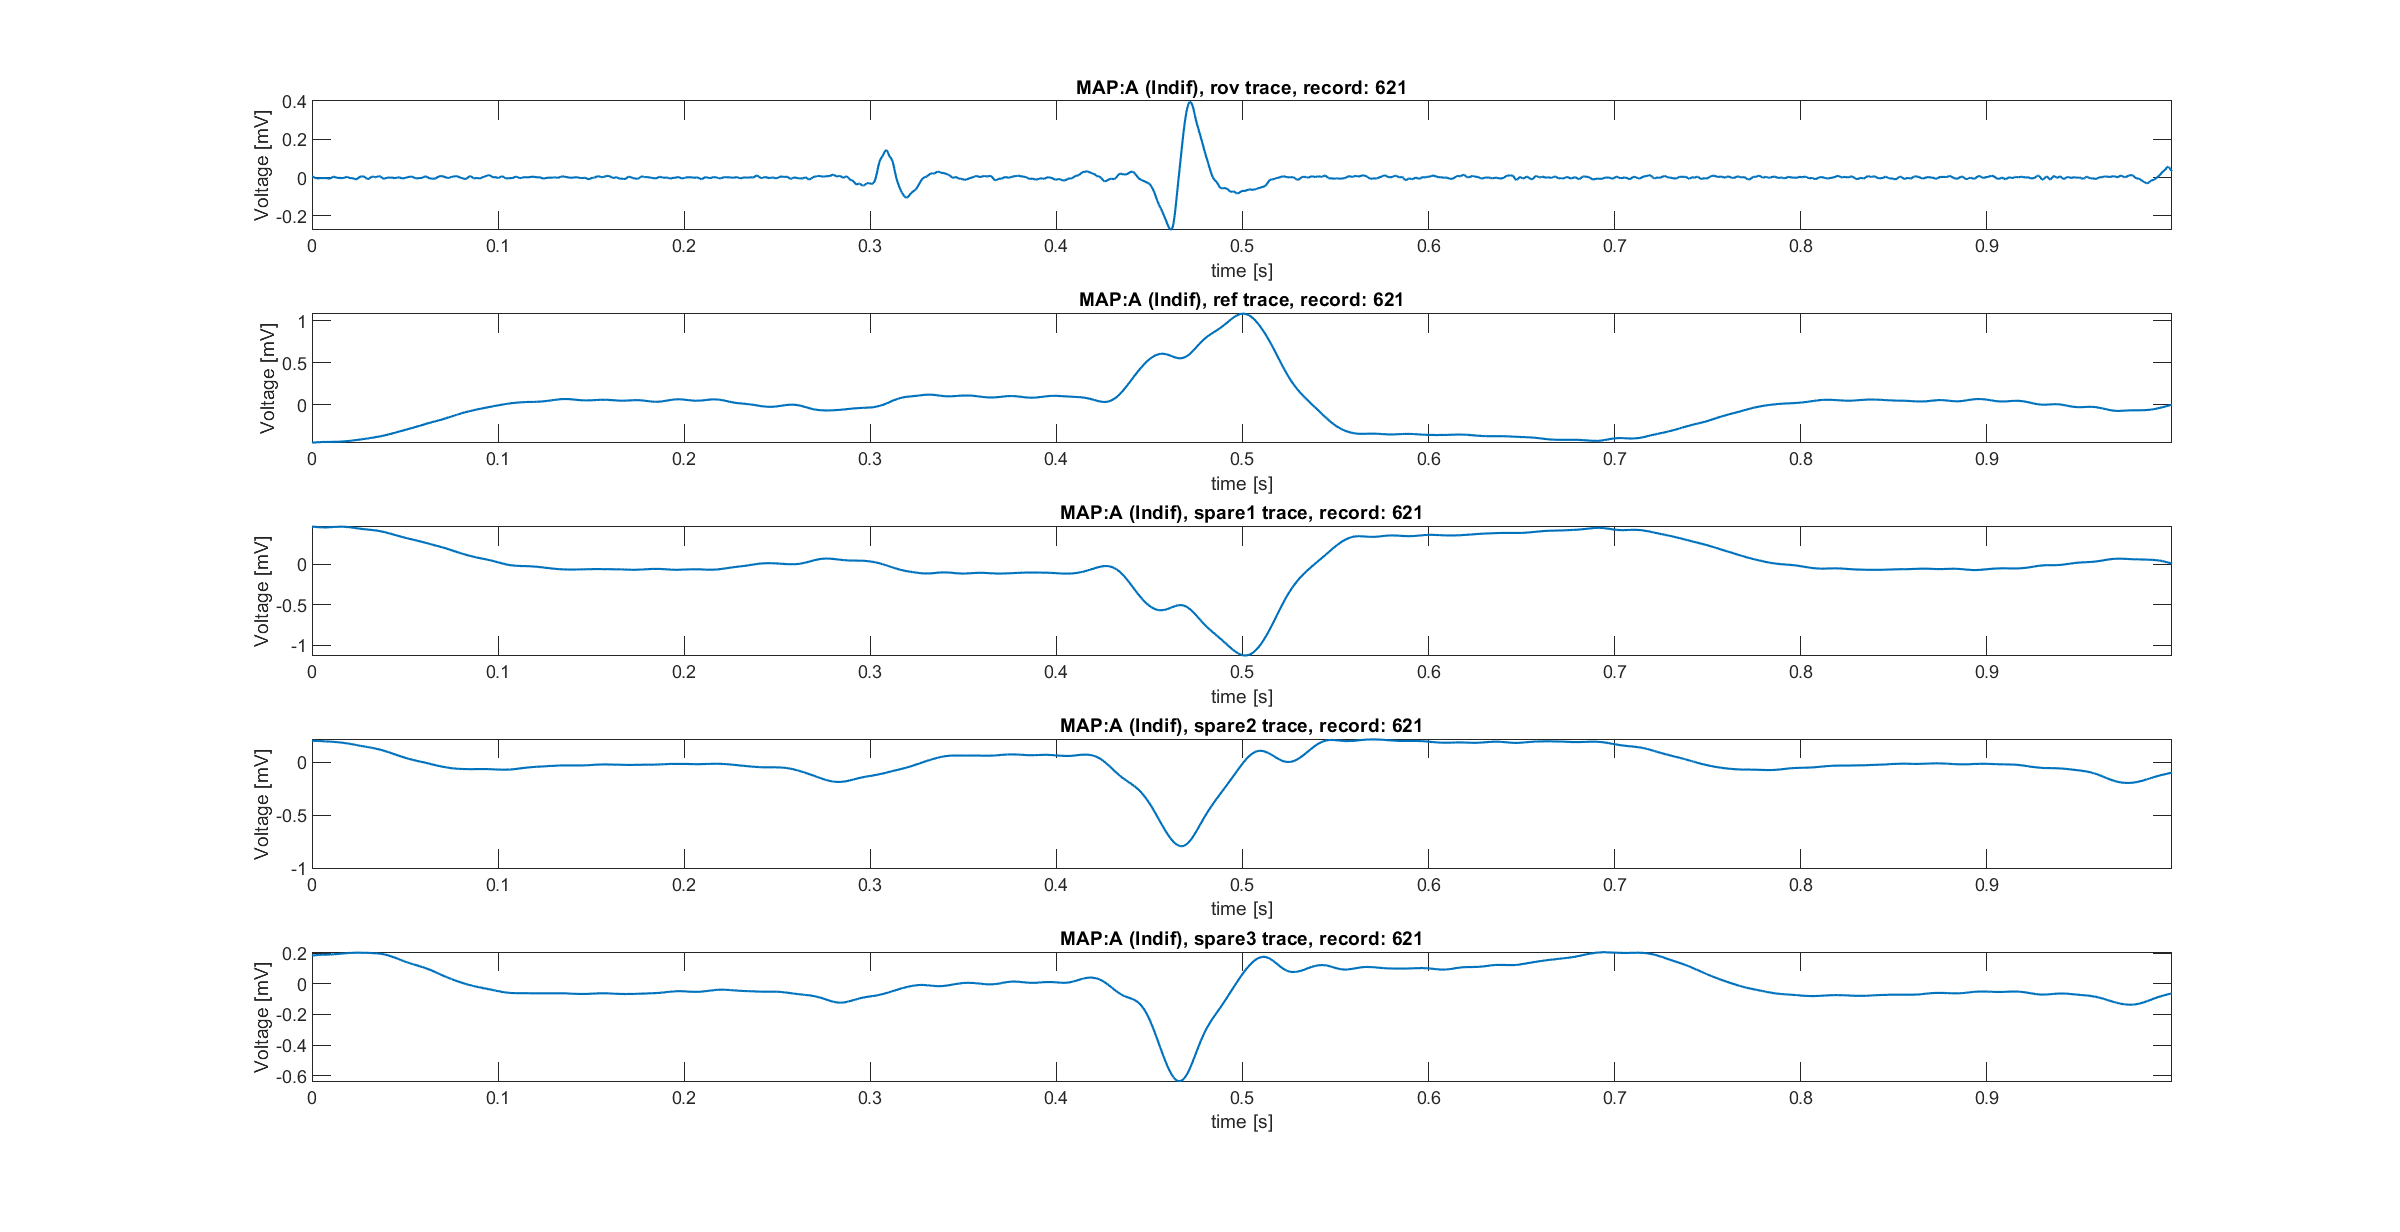 MAP:A (Indif), rov trace, record: 621
Voltage [mV]
0.4
0.2
0
-0.2
0 0.1 0.2 0.3 0.4 0.5 0.6 0.7 0.8 0.9
time [s]
MAP:A (Indif), ref trace, record: 621
Voltage [mV]
1
0.5
0
0 0.1 0.2 0.3 0.4 0.5 0.6 0.7 0.8 0.9
time [s]
MAP:A (Indif), spare1 trace, record: 621
Voltage [mV]
0
-0.5
-1
0 0.1 0.2 0.3 0.4 0.5 0.6 0.7 0.8 0.9
time [s]
MAP:A (Indif), spare2 trace, record: 621
Voltage [mV]
0
-0.5
-1
0 0.1 0.2 0.3 0.4 0.5 0.6 0.7 0.8 0.9
time [s]
MAP:A (Indif), spare3 trace, record: 621
Voltage [mV]
0.2
0
-0.2
-0.4
-0.6
0 0.1 0.2 0.3 0.4 0.5 0.6 0.7 0.8 0.9
time [s]